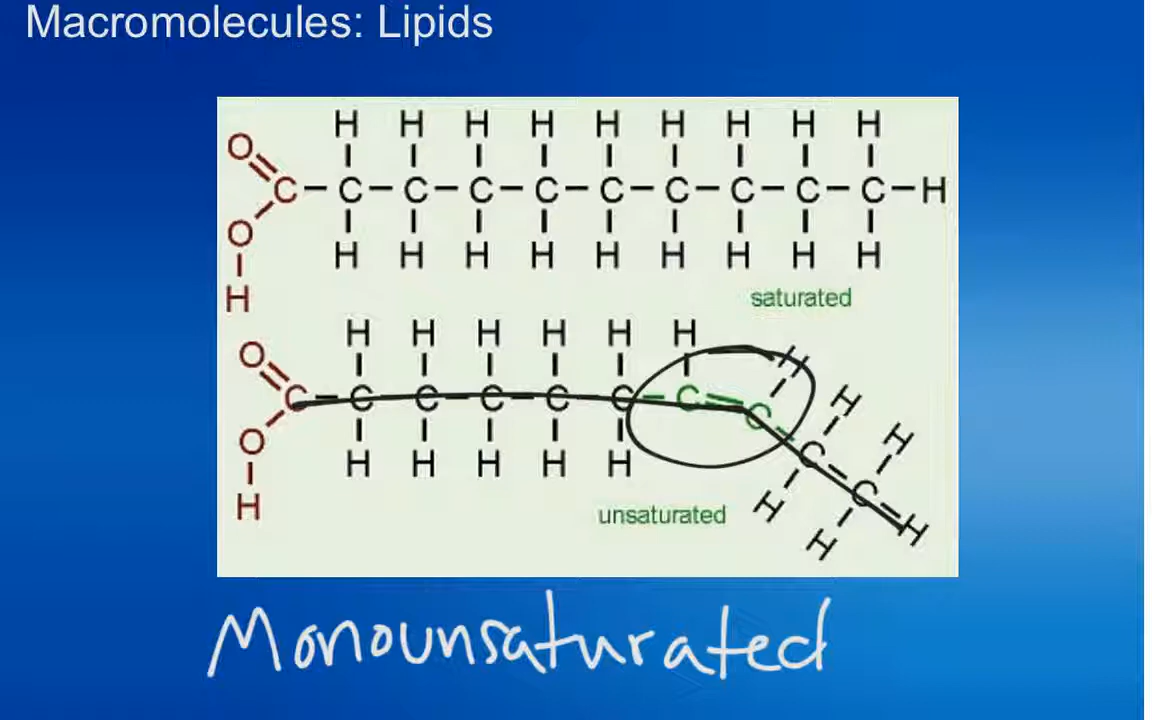 Macromolecules: Lipids
H H H H H H H H H
O
C C C C C C C C C C H
O
H H H H H H H H H
H
saturated
H H H H H H
O H
C C C C C C C C H
O C H
H H H H H C
H H H
unsaturated
H
Monounsaturated